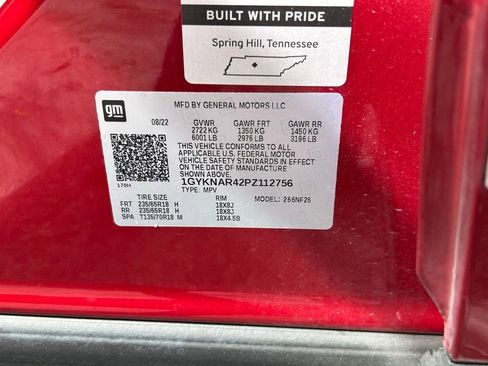 BUILT WITH PRIDE
Spring Hill, Tennessee
gm
MFD BY GENERAL MOTORS LLC
08/22 GVWR GAWR FRT GAWR RR
2722 KG 1350 KG 1450 KG
6001 LB 2976 LB 3196 LB
THIS VEHICLE CONFORMS TO ALL
APPLICABLE U.S. FEDERAL MOTOR
VEHICLE SAFETY STANDARDS IN EFFECT
ON THE DATE OF MANUFACTURE
SHOWN ABOVE.
1GYKNAR42PZ112756
170H TYPE: MPV MODEL: 266NF26
TIRE SIZE RIM
FRT 235/65R18 H 18X8J
RR 235/65R18 H 18X8J
SPA T135/70R18 M 18X4.5B